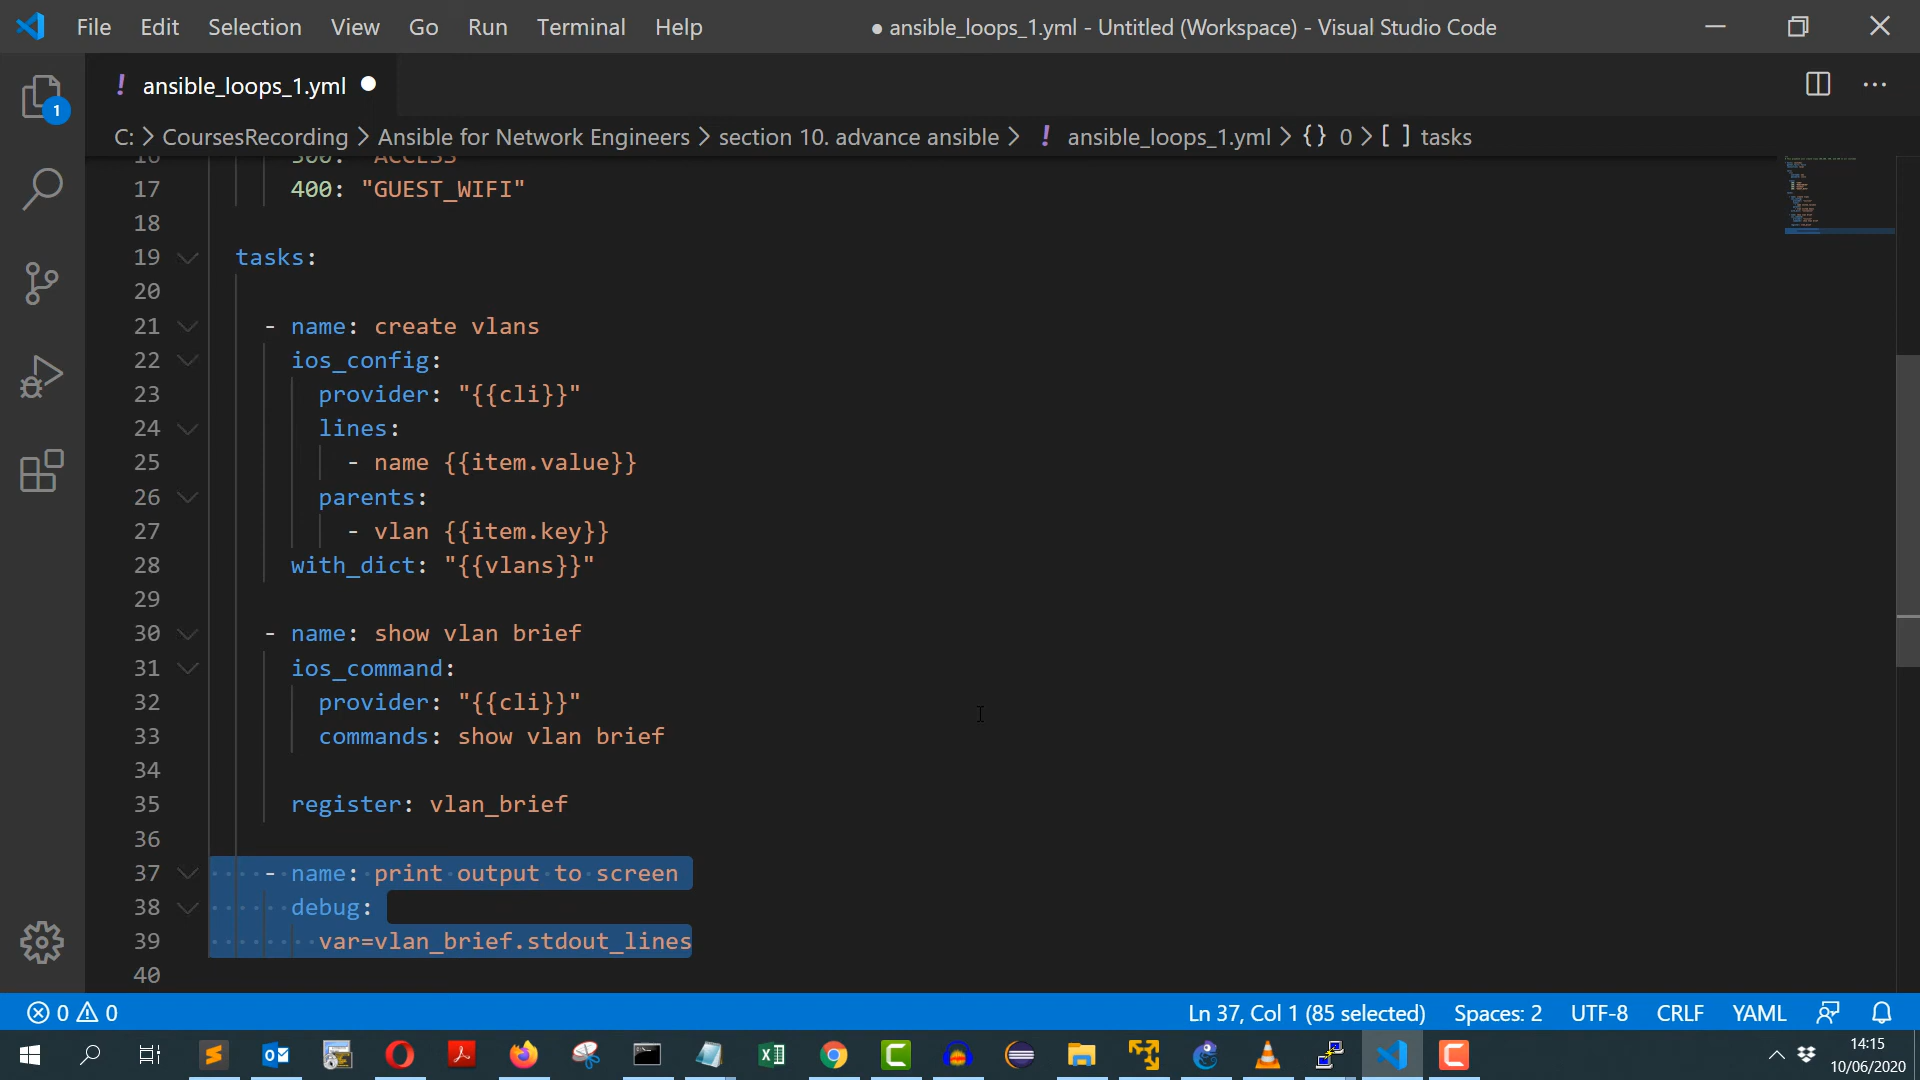 File Edit Selection View Go Run Terminal Help
● ansible_loops_1.yml - Untitled (Workspace) - Visual Studio Code
! ansible_loops_1.yml ●
C: > CoursesRecording > Ansible for Network Engineers > section 10. advance ansible > ! ansible_loops_1.yml > {} 0 > [ ] tasks
1
16 300: "ACCESS"
17 400: "GUEST_WIFI"
18
19 tasks:
20
21 - name: create vlans
22 ios_config:
23 provider: "{{cli}}"
24 lines:
25 - name {{item.value}}
26 parents:
27 - vlan {{item.key}}
28 with_dict: "{{vlans}}"
29
30 - name: show vlan brief
31 ios_command:
32 provider: "{{cli}}"
33 commands: show vlan brief
34
35 register: vlan_brief
36
37 - name: print output to screen
38 debug:
39 var=vlan_brief.stdout_lines
40
0 0 Ln 37, Col 1 (85 selected) Spaces: 2 UTF-8 CRLF YAML
14:15
10/06/2020